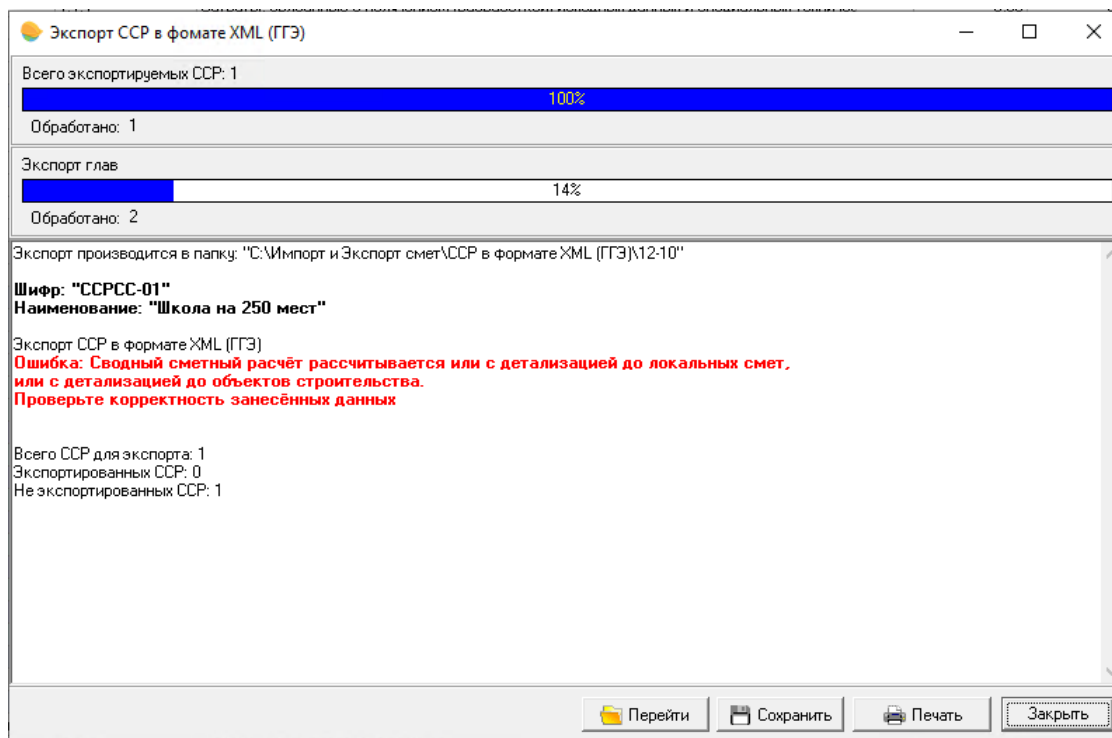 Экспорт ССР в фомате XML (ГГЭ)
Всего экспортируемых ССР: 1
100%
Обработано: 1
Экспорт глав
14%
Обработано: 2
Экспорт производится в папку: "C:\Импорт и Экспорт смет\ССР в формате XML (ГГЭ)\12-10"
Шифр: "ССРСС-01"
Наименование: "Школа на 250 мест"
Экспорт ССР в формате XML (ГГЭ)
Ошибка: Сводный сметный расчёт рассчитывается или с детализацией до локальных смет,
или с детализацией до объектов строительства.
Проверьте корректность занесённых данных
Всего ССР для экспорта: 1
Экспортированных ССР: 0
Не экспортированных ССР: 1
Перейти
Сохранить
Печать
Закрыть